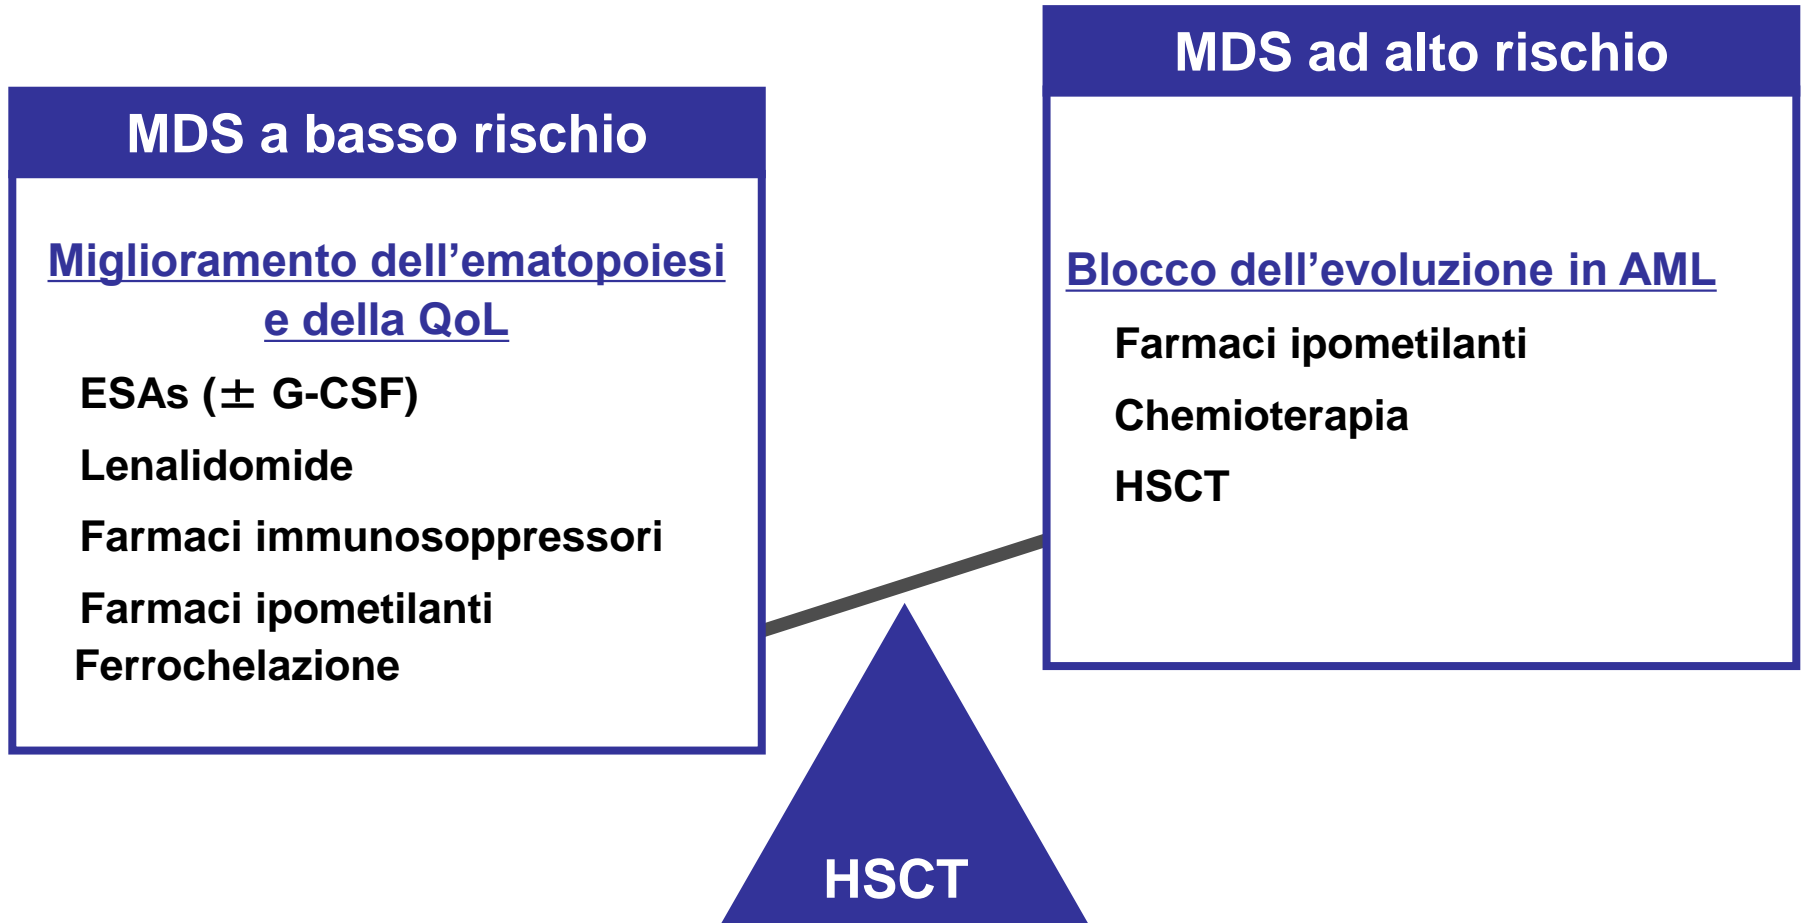 MDS a basso rischio
Miglioramento dell’ematopoiesi
e della QoL
ESAs (± G-CSF)
Lenalidomide
Farmaci immunosoppressori
Farmaci ipometilanti
Ferrochelazione
MDS ad alto rischio
Blocco dell’evoluzione in AML
Farmaci ipometilanti
Chemioterapia
HSCT
HSCT